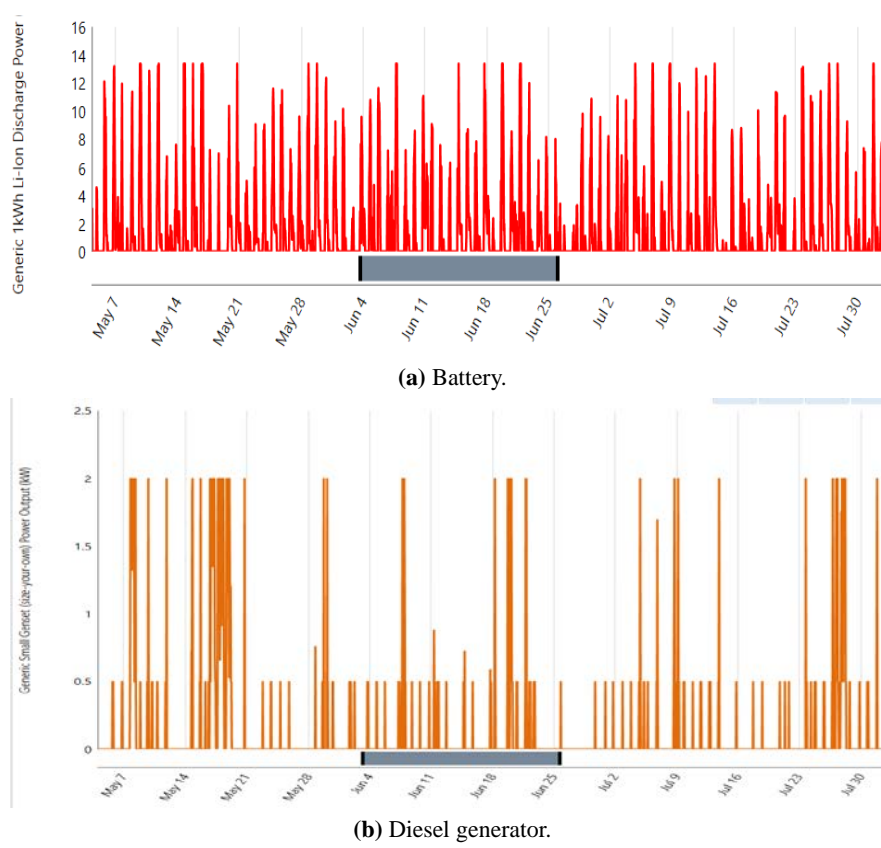 Generic 1kWh Li-Ion Discharge Power (
16
14
12
10
8
6
4
2
0
May 7
May 14
May 21
May 28
Jun 4
Jun 11
Jun 18
Jun 25
Jul 2
Jul 9
Jul 16
Jul 23
Jul 30
(a) Battery.
Generic Small Genset (size-your-own) Power Output (kW)
2.5
2
1.5
1
0.5
0
May 7
May 14
May 21
May 28
Jun 4
Jun 11
Jun 18
Jun 25
Jul 2
Jul 9
Jul 16
Jul 23
Jul 30
(b) Diesel generator.